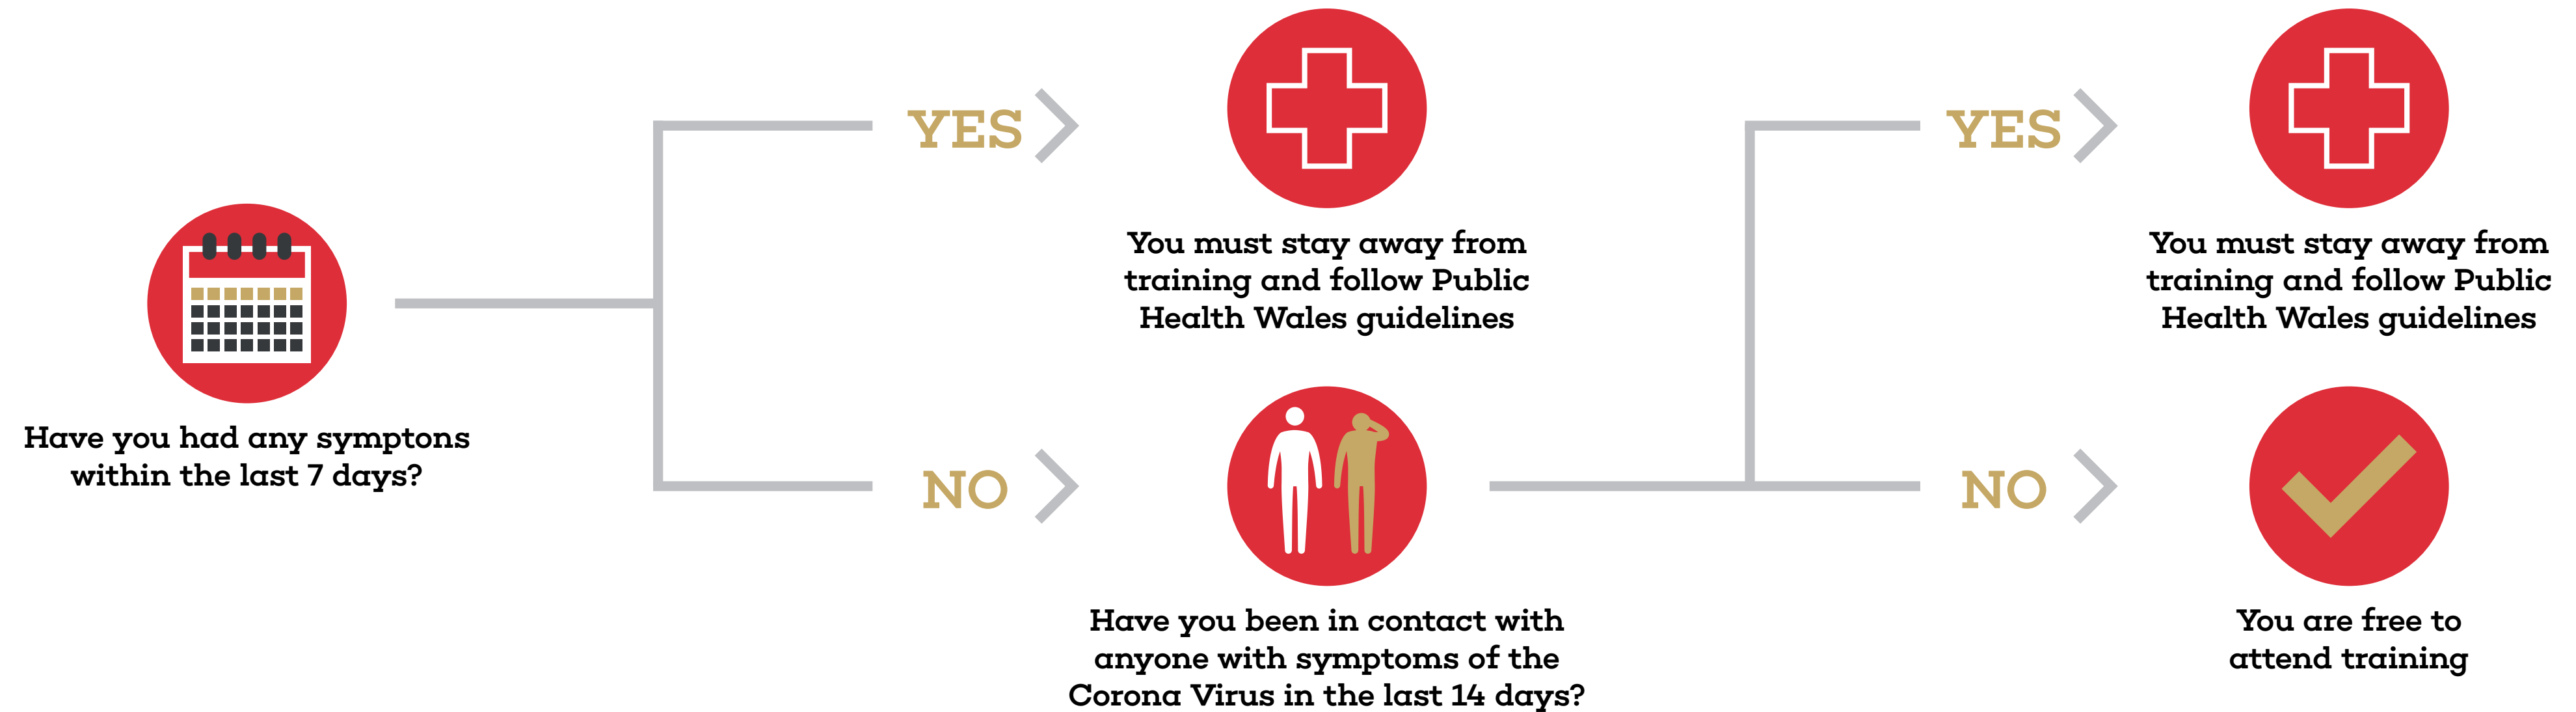 Have you had any symptons
within the last 7 days?
YES
You must stay away from
training and follow Public
Health Wales guidelines
NO
Have you been in contact with
anyone with symptoms of the
Corona Virus in the last 14 days?
YES
You must stay away from
training and follow Public
Health Wales guidelines
NO
You are free to
attend training